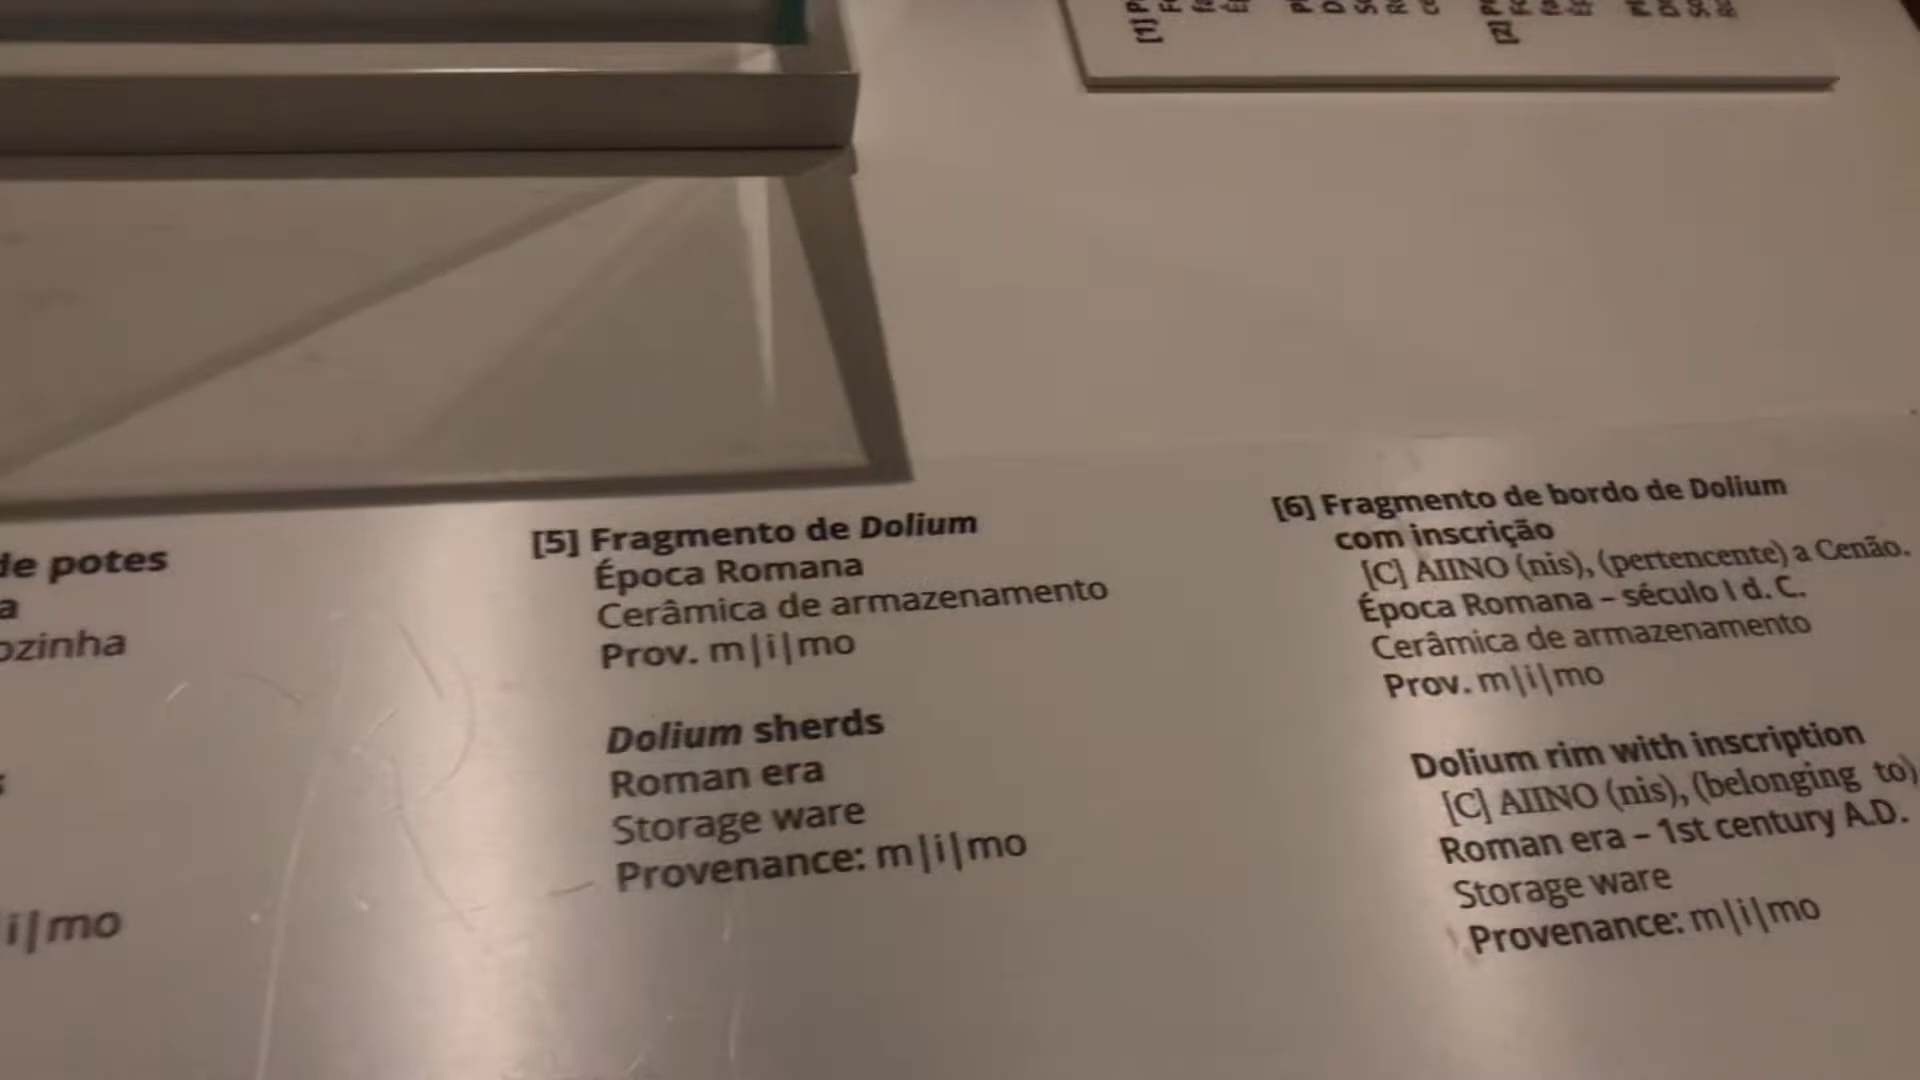 de potes
a
ozinha
i|mo
[5] Fragmento de Dolium
Época Romana
Cerâmica de armazenamento
Prov. m|i|mo
Dolium sherds
Roman era
Storage ware
Provenance: m|i|mo
[6] Fragmento de bordo de Dolium
com inscrição
[C] AIINO (nis), (pertencente) a Cenão.
Época Romana – século I d. C.
Cerâmica de armazenamento
Prov. m|i|mo
Dolium rim with inscription
[C] AIINO (nis), (belonging to)
Roman era – 1st century A.D.
Storage ware
Provenance: m|i|mo
[1]
[2]